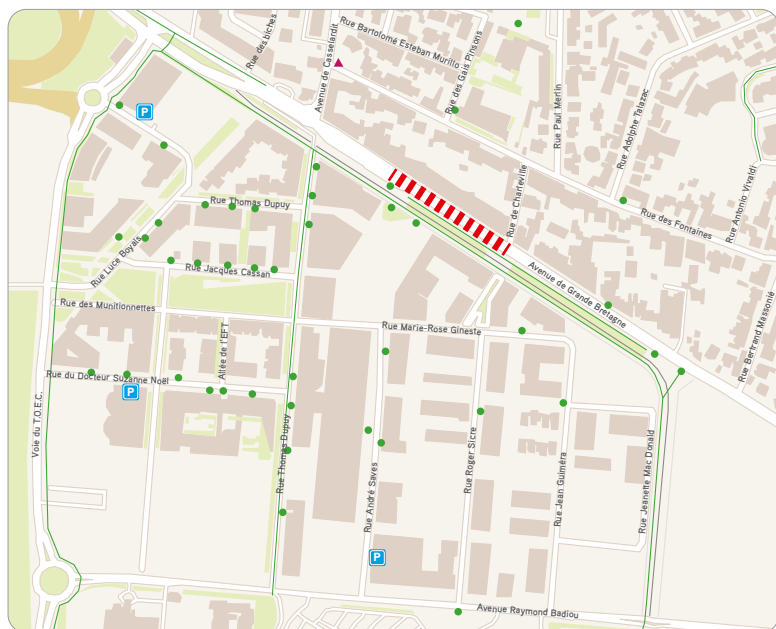 Rue des biches
Rue Bartolomé Esteban Murillo
Avenue de Casselardit
Rue des Gais Pinsons
Rue Paul Merlin
Rue Adolphe Talazac
P
Rue Thomas Dupuy
Rue de Charleville
Rue des Fontaines
Rue Antonio Vivaldi
Rue Luce Boyals
Rue Jacques Cassan
Avenue de Grande Bretagne
Rue des Munitionnettes
Rue Marie-Rose Gineste
Rue Bertrand Massonié
Allée de l'EFT
Rue du Docteur Suzanne Noël
P
Voie du T.O.E.C.
Rue Thomas Dupuy
Rue André Saves
Rue Roger Sicre
Rue Jean Guiméra
Rue Jeanette Mac Donald
P
Avenue Raymond Badiou